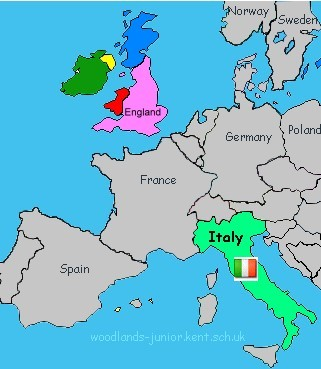 Norway
Sweden
England
Germany
Poland
France
Italy
Spain
woodlands-junior.kent.sch.uk